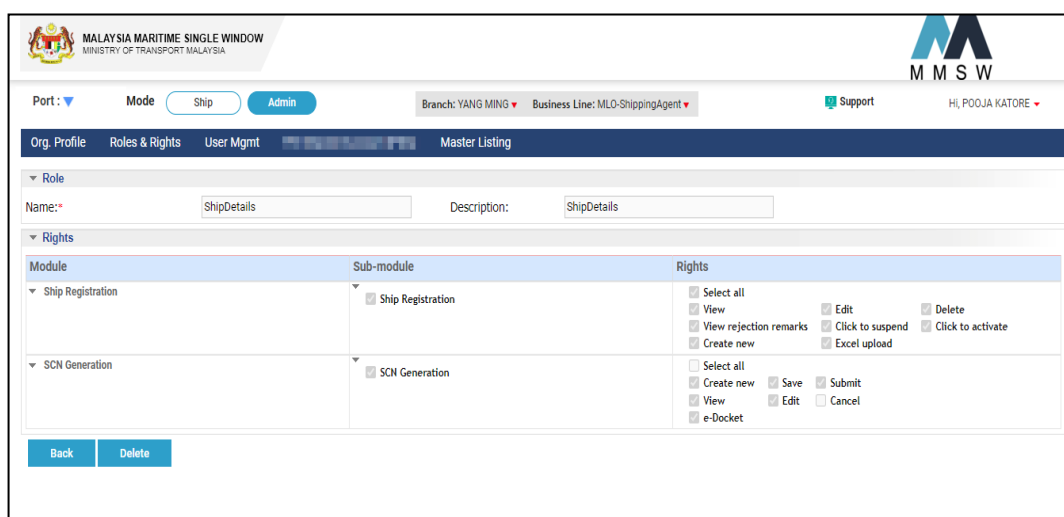 MALAYSIA MARITIME SINGLE WINDOW
MINISTRY OF TRANSPORT MALAYSIA
M M S W
Port : Mode Ship Admin Branch: YANG MING Business Line: MLO-ShippingAgent Support Hi, POOJA KATORE
Org. Profile Roles & Rights User Mgmt Master Listing
Role
Name:* ShipDetails Description: ShipDetails
Rights
Module Sub-module Rights
Ship Registration Ship Registration Select all
View Edit Delete
View rejection remarks Click to suspend Click to activate
Create new Excel upload
SCN Generation SCN Generation Select all
Create new Save Submit
View Edit Cancel
e-Docket
Back Delete